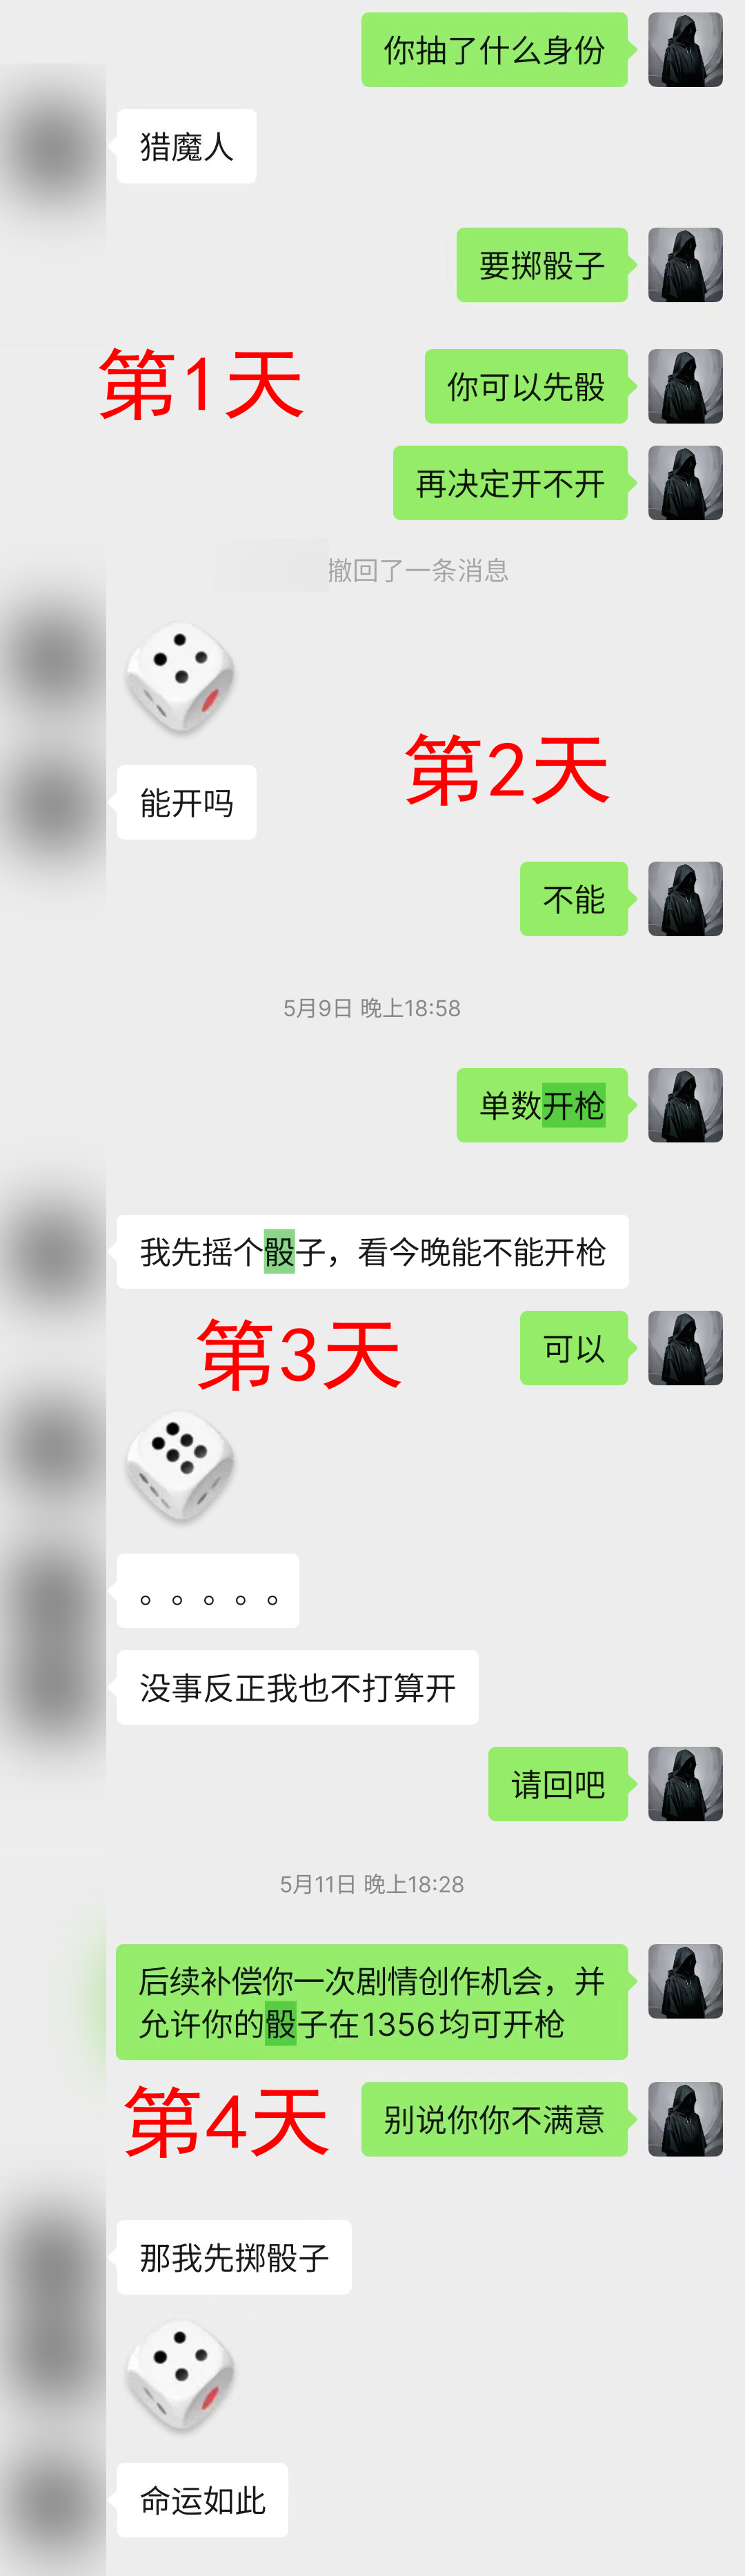 你抽了什么身份
猎魔人
要掷骰子
第1天
你可以先骰
再决定开不开
撤回了一条消息
第2天
能开吗
不能
5月9日 晚上18:58
单数开枪
我先摇个骰子，看今晚能不能开枪
第3天
可以
。。。。。
没事反正我也不打算开
请回吧
5月11日 晚上18:28
后续补偿你一次剧情创作机会，并
允许你的骰子在1356均可开枪
第4天
别说你你不满意
那我先掷骰子
命运如此